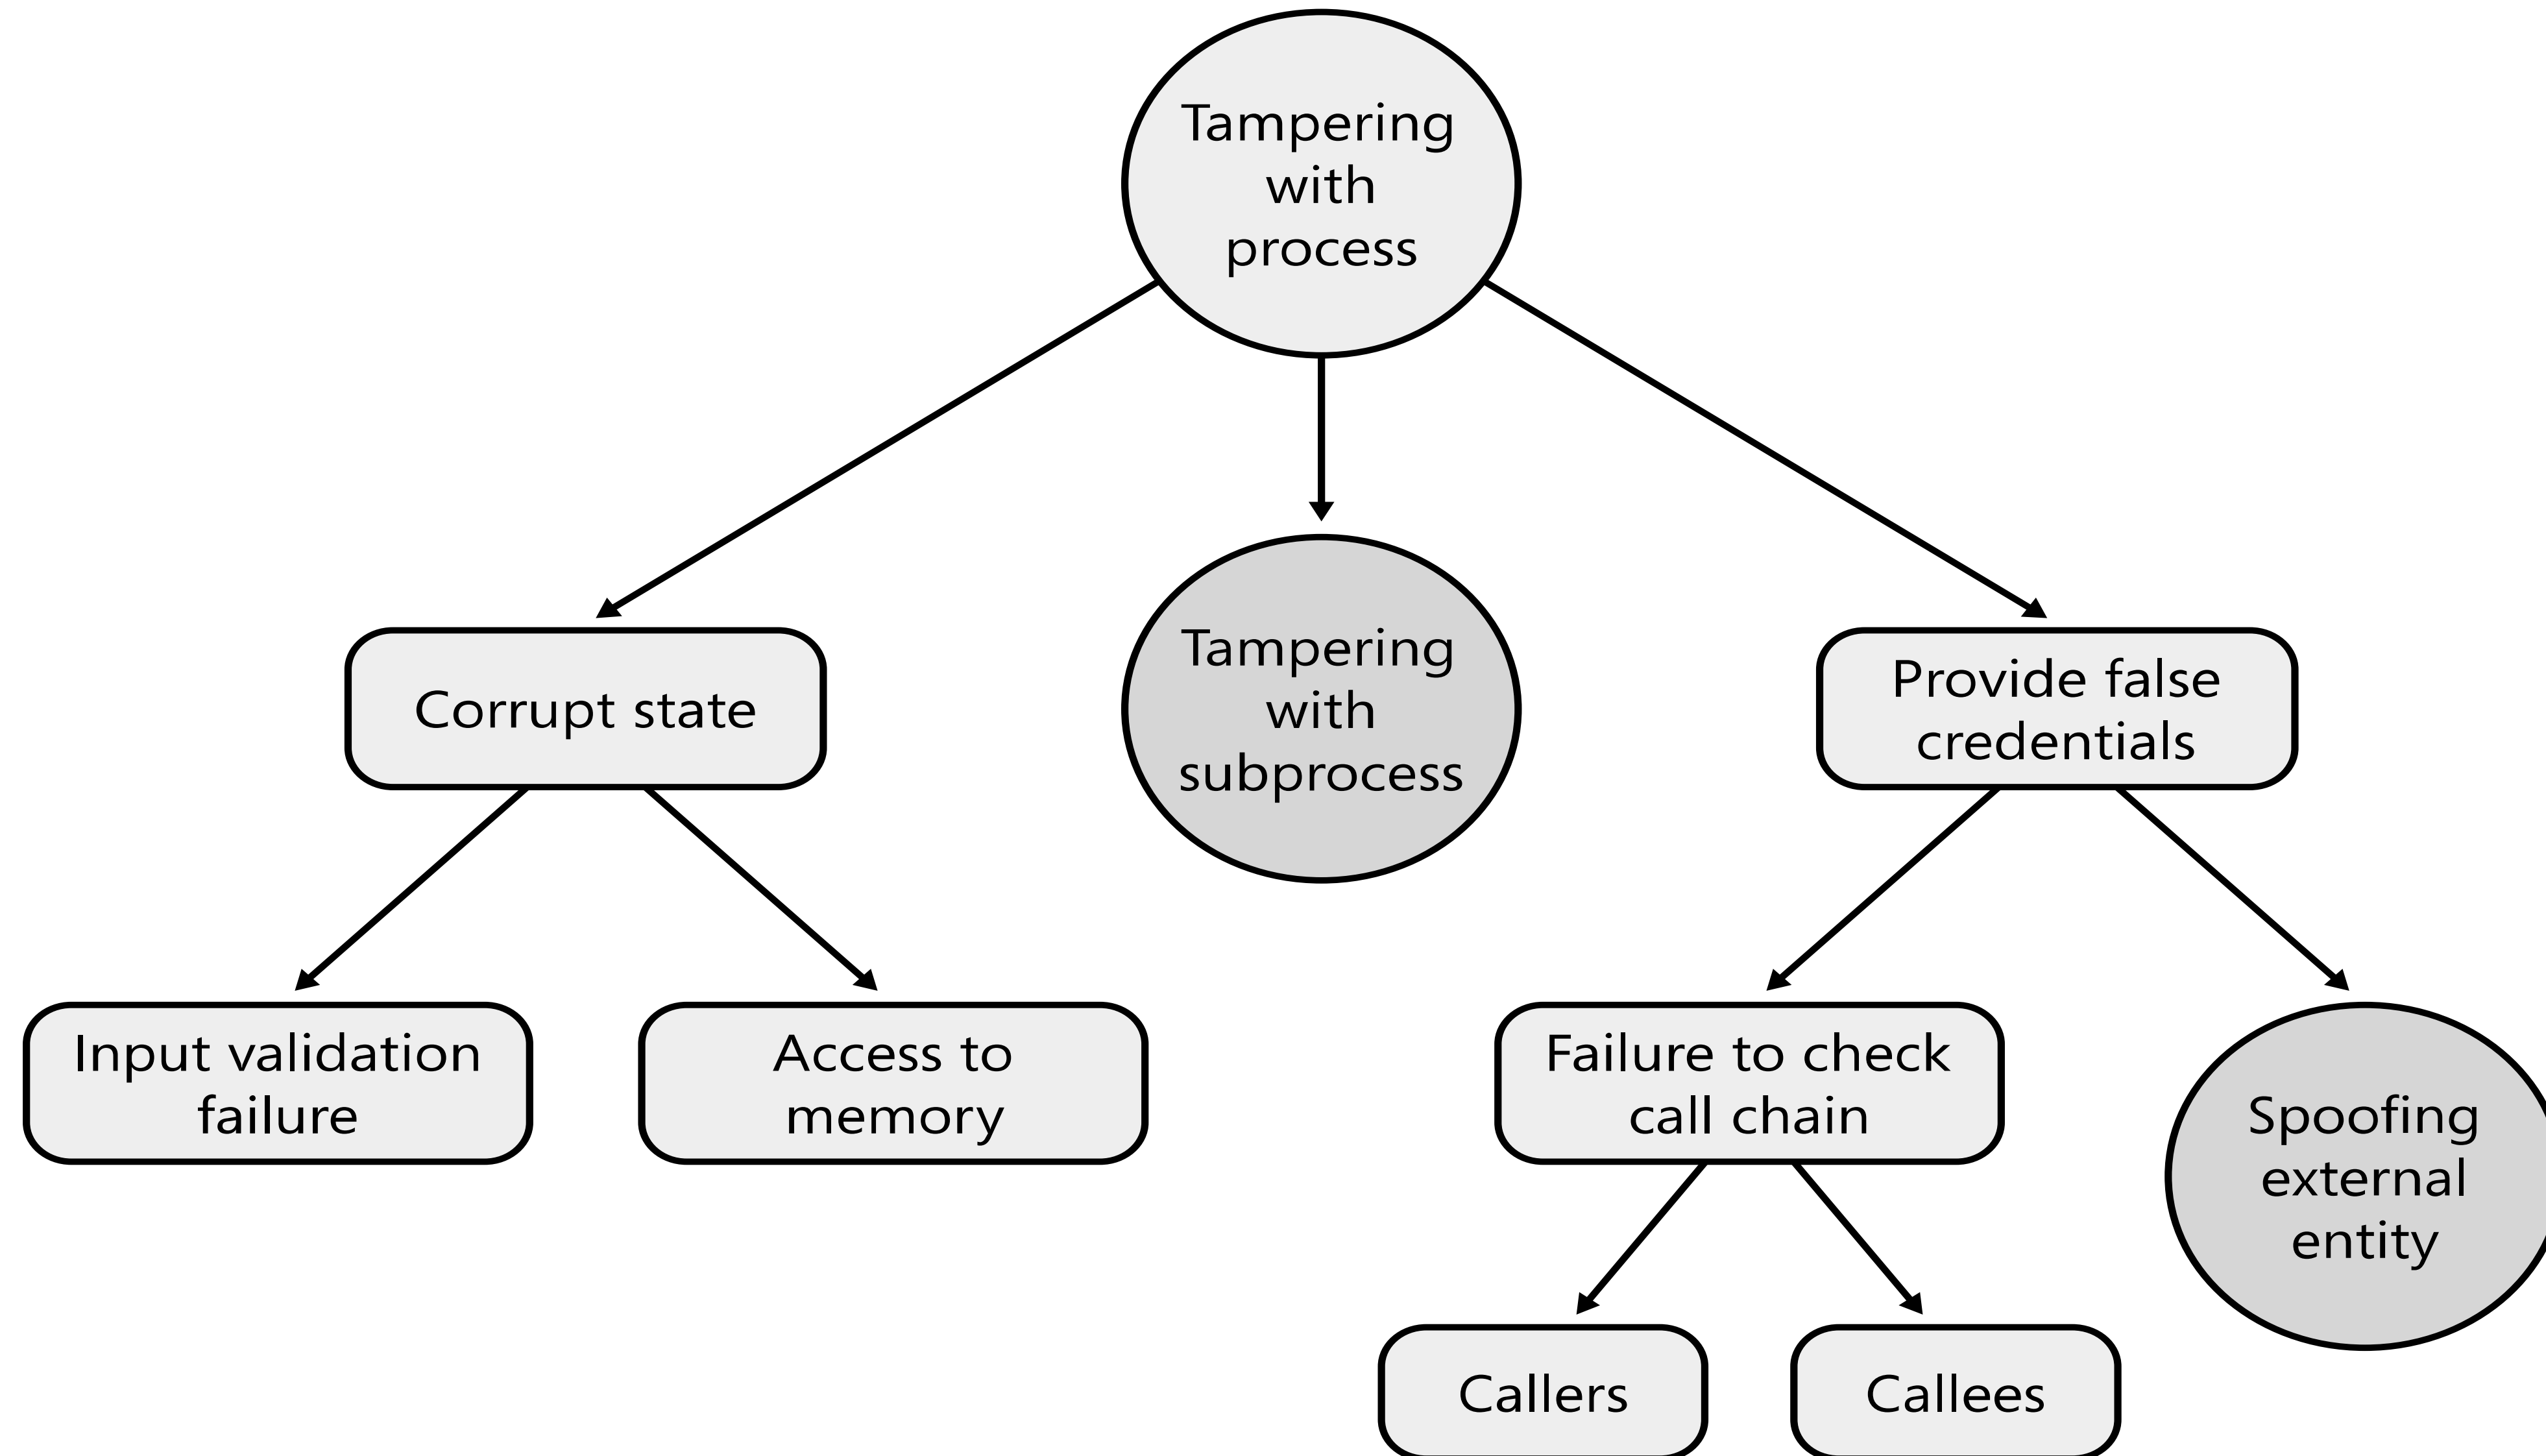 Tampering
with
process
Corrupt state
Tampering
with
subprocess
Provide false
credentials
Input validation
failure
Access to
memory
Failure to check
call chain
Spoofing
external
entity
Callers
Callees